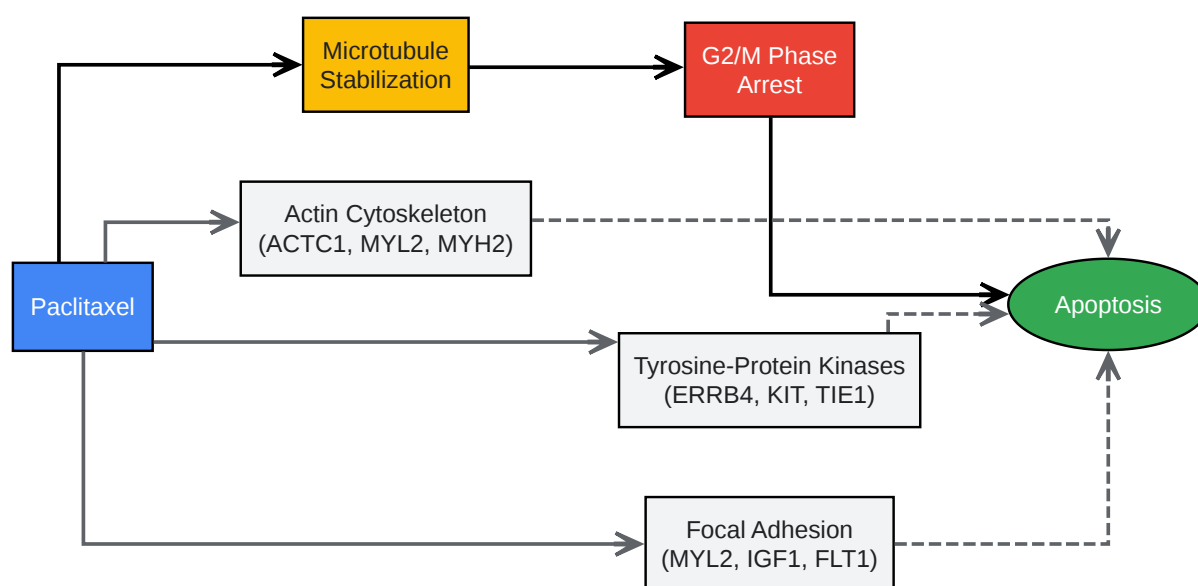 Microtubule
Stabilization
G2/M Phase
Arrest
Actin Cytoskeleton
(ACTC1, MYL2, MYH2)
Paclitaxel
Apoptosis
Tyrosine-Protein Kinases
(ERRB4, KIT, TIE1)
Focal Adhesion
(MYL2, IGF1, FLT1)